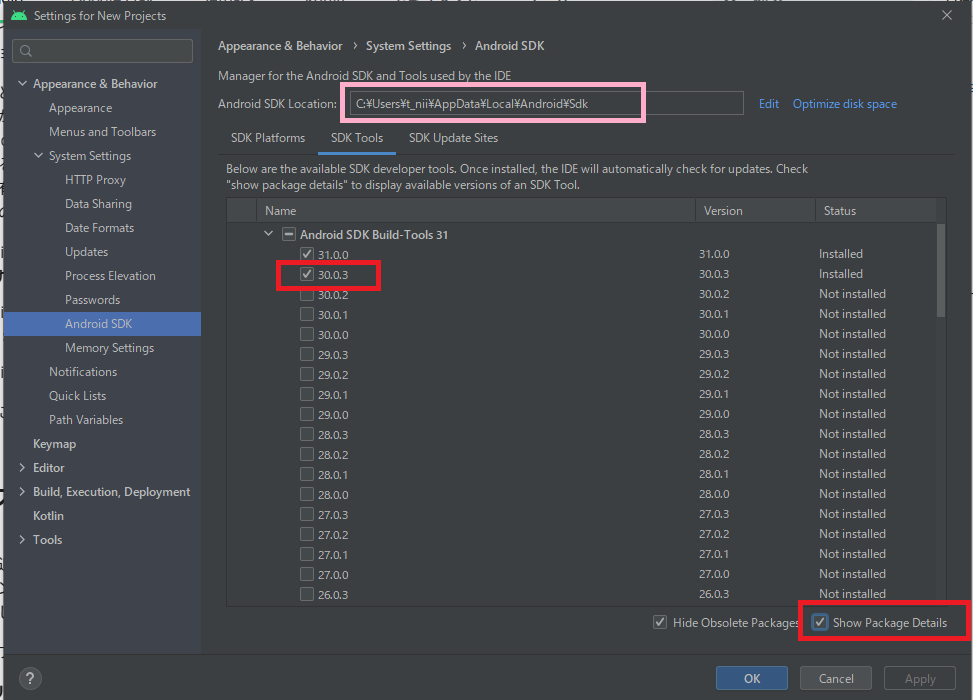 Settings for New Projects
Appearance & Behavior › System Settings › Android SDK
Manager for the Android SDK and Tools used by the IDE
Android SDK Location: C:¥Users¥t_nii¥AppData¥Local¥Android¥Sdk Edit Optimize disk space
SDK Platforms SDK Tools SDK Update Sites
Below are the available SDK developer tools. Once installed, the IDE will automatically check for updates. Check
"show package details" to display available versions of an SDK Tool.
Appearance & Behavior
Appearance
Menus and Toolbars
System Settings
HTTP Proxy
Data Sharing
Date Formats
Updates
Process Elevation
Passwords
Android SDK
Memory Settings
Notifications
Quick Lists
Path Variables
Keymap
Editor
Build, Execution, Deployment
Kotlin
Tools
Name Version Status
Android SDK Build-Tools 31
31.0.0 31.0.0 Installed
30.0.3 30.0.3 Installed
30.0.2 30.0.2 Not installed
30.0.1 30.0.1 Not installed
30.0.0 30.0.0 Not installed
29.0.3 29.0.3 Not installed
29.0.2 29.0.2 Not installed
29.0.1 29.0.1 Not installed
29.0.0 29.0.0 Not installed
28.0.3 28.0.3 Not installed
28.0.2 28.0.2 Not installed
28.0.1 28.0.1 Not installed
28.0.0 28.0.0 Not installed
27.0.3 27.0.3 Not installed
27.0.2 27.0.2 Not installed
27.0.1 27.0.1 Not installed
27.0.0 27.0.0 Not installed
26.0.3 26.0.3 Not installed
Hide Obsolete Packages Show Package Details
? OK Cancel Apply